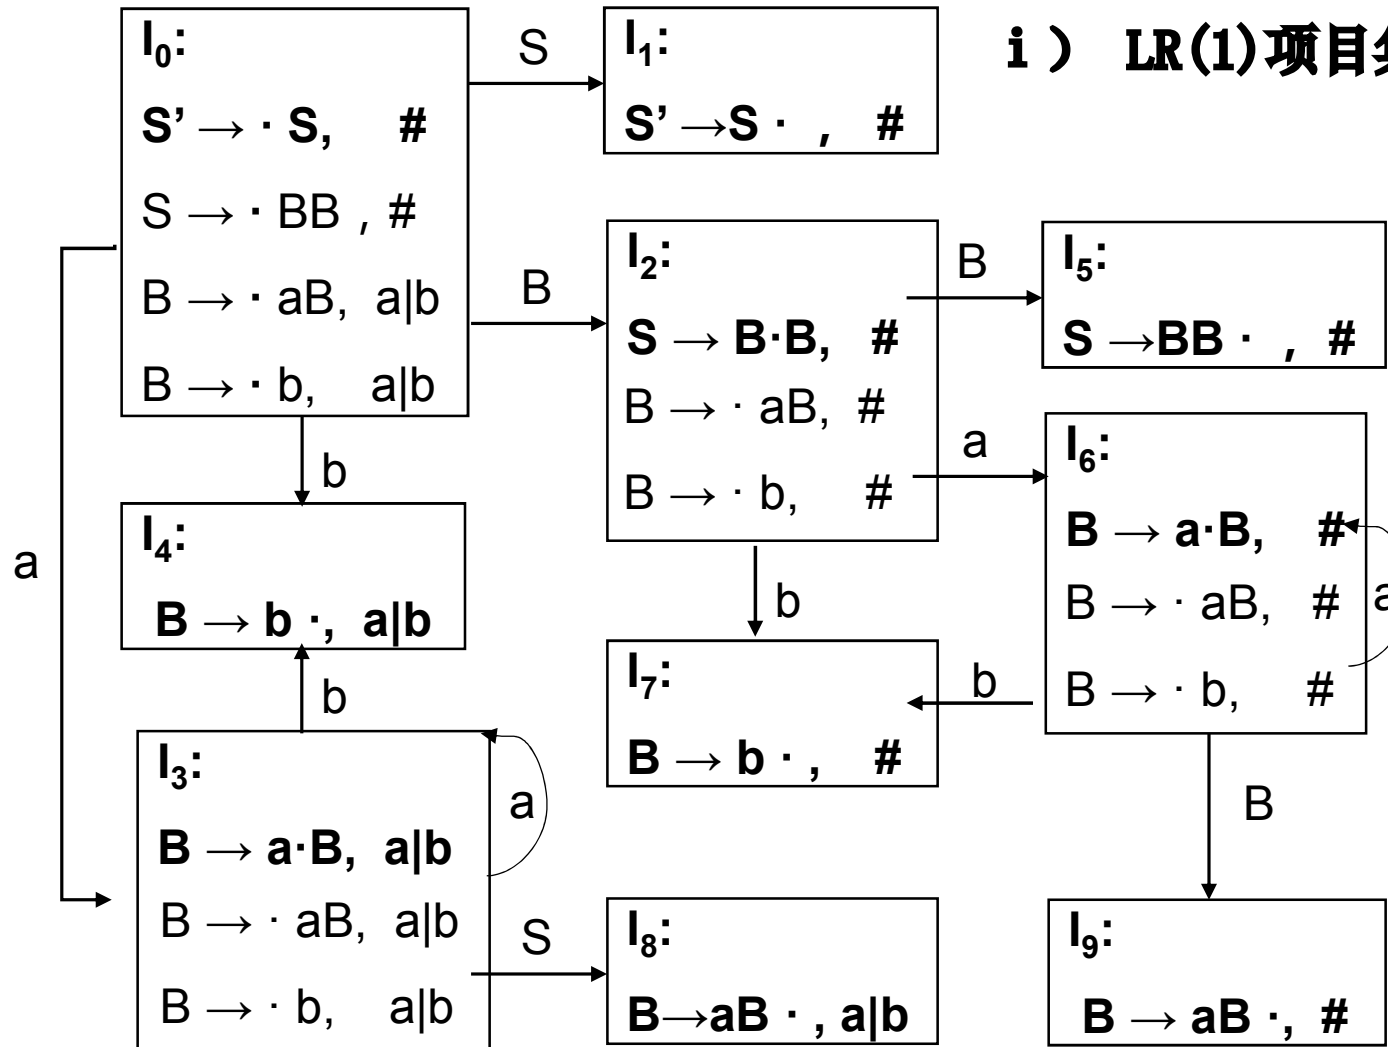 i） LR(1)项目
I₀:
S’ → · S, #
S → · BB , #
B → · aB, a|b
B → · b, a|b
S
I₁:
S’ →S · , #
B
I₂:
S → B·B, #
B → · aB, #
B → · b, #
B
I₅:
S →BB · , #
a
I₆:
B → a·B, #
B → · aB, #
B → · b, #
a
b
I₄:
B → b ·, a|b
a
b
I₇:
B → b · , #
b
b
I₃:
B → a·B, a|b
B → · aB, a|b
B → · b, a|b
a
S
I₈:
B→aB · , a|b
B
I₉:
B → aB ·, #